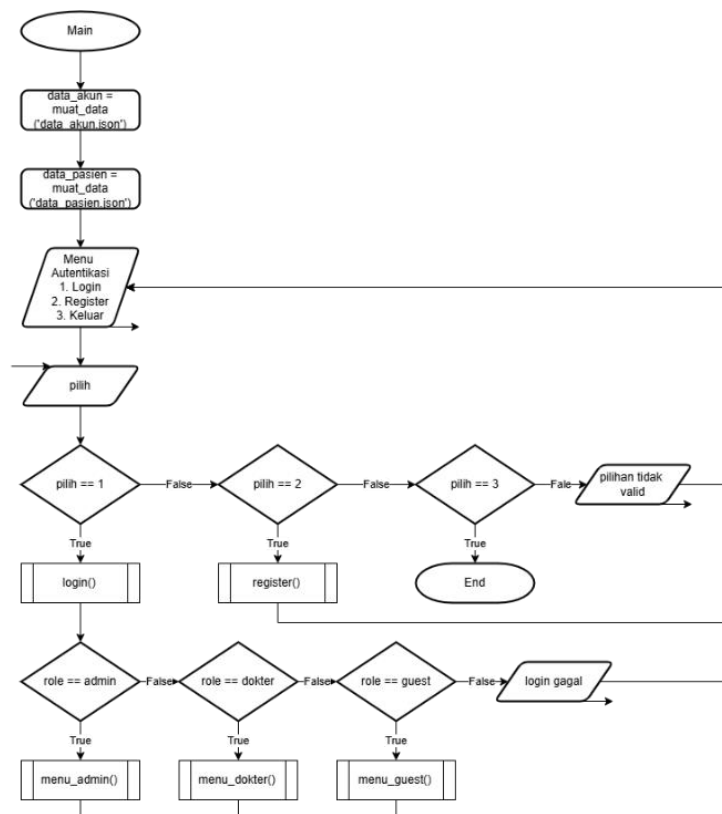 Main
data_akun =
muat_data
('data_akun.json')
data_pasien =
muat_data
('data_pasien.json')
Menu
Autentikasi
1. Login
2. Register
3. Keluar
pilih
pilih == 1
False
pilih == 2
False
pilih == 3
Fale
pilihan tidak
valid
True
True
True
login()
register()
End
role == admin
False
role == dokter
False
role == guest
False
login gagal
True
True
True
menu_admin()
menu_dokter()
menu_guest()